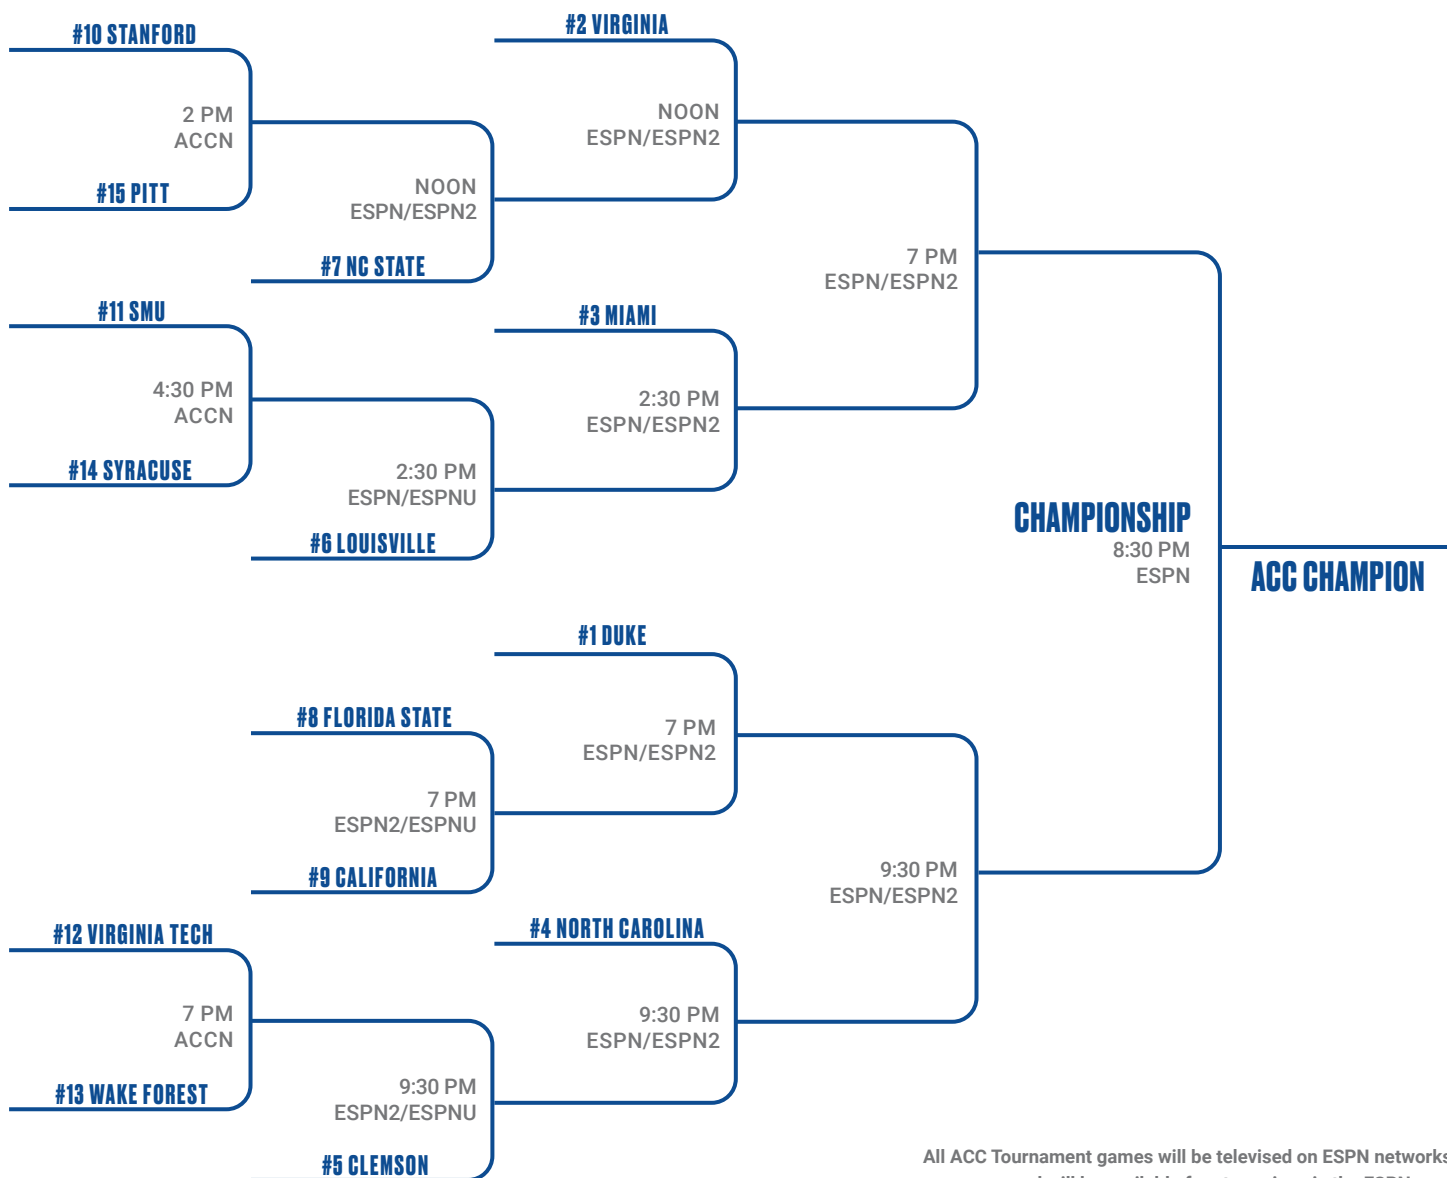 #10 STANFORD
2 PM
ACCN
#15 PITT
NOON
ESPN/ESPN2
#7 NC STATE
#2 VIRGINIA
NOON
ESPN/ESPN2
#11 SMU
4:30 PM
ACCN
#14 SYRACUSE
2:30 PM
ESPN/ESPNU
#6 LOUISVILLE
#3 MIAMI
2:30 PM
ESPN/ESPN2
7 PM
ESPN/ESPN2
#1 DUKE
7 PM
ESPN/ESPN2
#8 FLORIDA STATE
7 PM
ESPN2/ESPNU
#9 CALIFORNIA
#12 VIRGINIA TECH
7 PM
ACCN
#13 WAKE FOREST
9:30 PM
ESPN2/ESPNU
#5 CLEMSON
#4 NORTH CAROLINA
9:30 PM
ESPN/ESPN2
9:30 PM
ESPN/ESPN2
CHAMPIONSHIP
8:30 PM
ESPN
ACC CHAMPION
All ACC Tournament games will be televised on ESPN networks